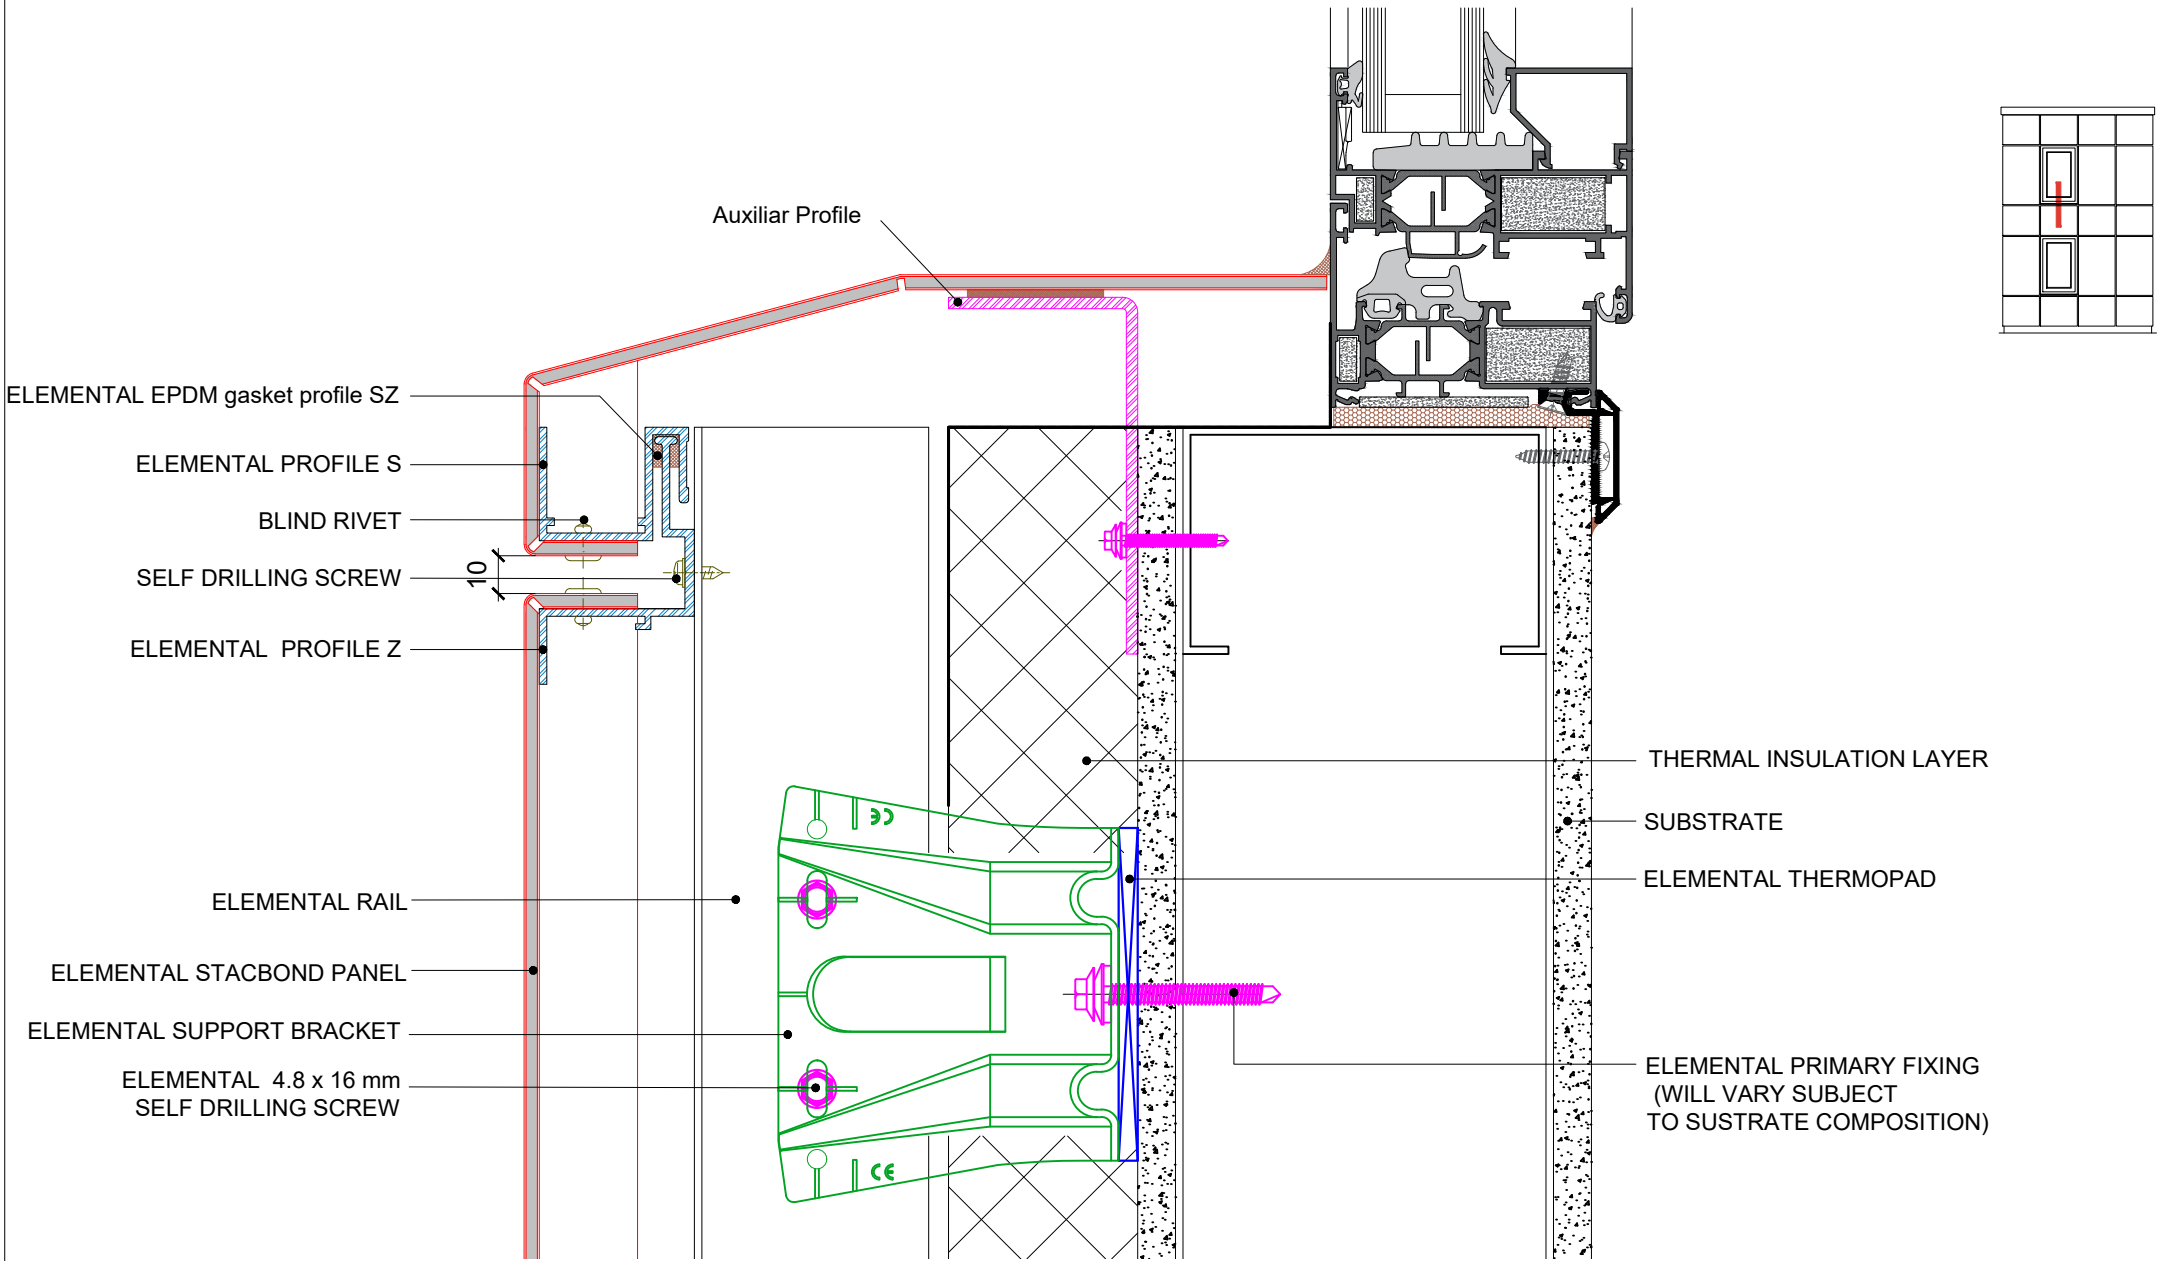 Auxiliar Profile
ELEMENTAL EPDM gasket profile SZ
ELEMENTAL PROFILE S
BLIND RIVET
SELF DRILLING SCREW
10
ELEMENTAL  PROFILE Z
ELEMENTAL RAIL
ELEMENTAL STACBOND PANEL
ELEMENTAL SUPPORT BRACKET
ELEMENTAL  4.8 x 16 mm
SELF DRILLING SCREW
CE
CE
THERMAL INSULATION LAYER
SUBSTRATE
ELEMENTAL THERMOPAD
ELEMENTAL PRIMARY FIXING
(WILL VARY SUBJECT
TO SUSTRATE COMPOSITION)